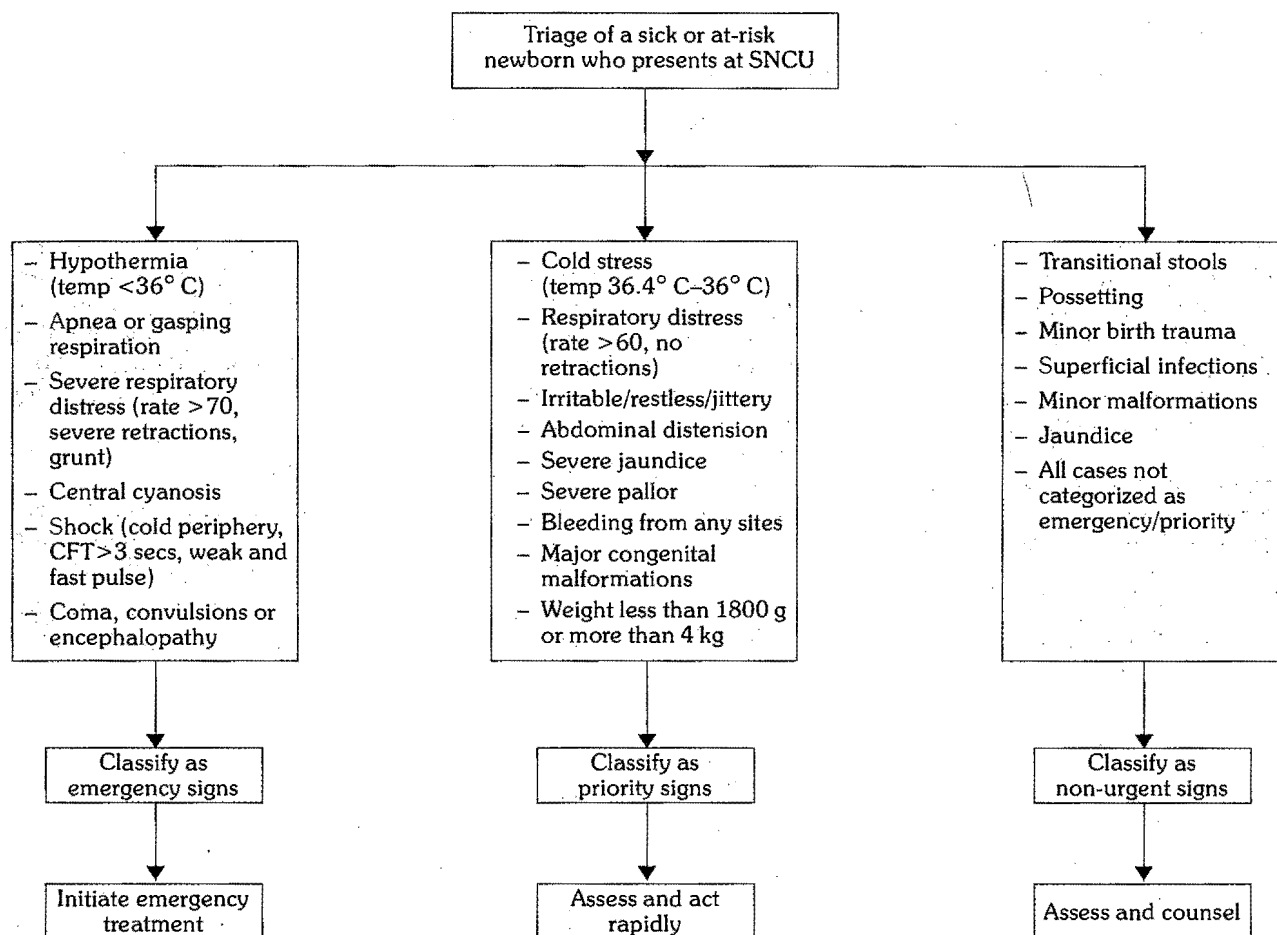 Triage of a sick or at-risk
newborn who presents at SNCU
– Hypothermia
(temp <36° C)
– Apnea or gasping
respiration
– Severe respiratory
distress (rate >70,
severe retractions,
grunt)
– Central cyanosis
– Shock (cold periphery,
CFT>3 secs, weak and
fast pulse)
– Coma, convulsions or
encephalopathy
– Cold stress
(temp 36.4° C–36° C)
– Respiratory distress
(rate >60, no
retractions)
– Irritable/restless/jittery
– Abdominal distension
– Severe jaundice
– Severe pallor
– Bleeding from any sites
– Major congenital
malformations
– Weight less than 1800 g
or more than 4 kg
– Transitional stools
– Possetting
– Minor birth trauma
– Superficial infections
– Minor malformations
– Jaundice
– All cases not
categorized as
emergency/priority
Classify as
emergency signs
Classify as
priority signs
Classify as
non-urgent signs
Initiate emergency
treatment
Assess and act
rapidly
Assess and counsel